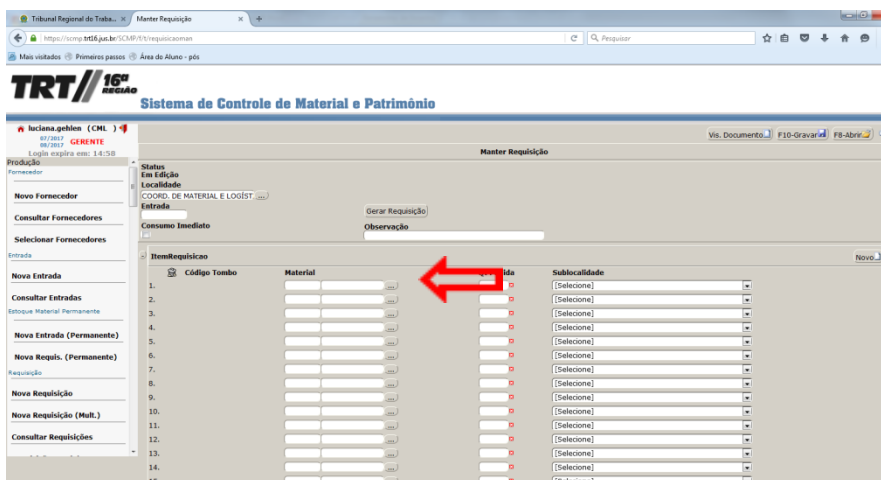 Tribunal Regional do Traba... ×
Manter Requisição ×
https://scmp.trt16.jus.br/SCMP/f/t/requisicaoman
Pesquisar
Mais visitados Primeiros passos Área do Aluno - pós
TRT 16ª REGIÃO
Sistema de Controle de Material e Patrimônio
luciana.gehlen (CML )
07/2017
08/2017 GERENTE
Login expira em: 14:58
Vis. Documento F10-Gravar F8-Abrir
Manter Requisição
Produção
Fornecedor
Novo Fornecedor
Consultar Fornecedores
Selecionar Fornecedores
Entrada
Nova Entrada
Consultar Entradas
Estoque Material Permanente
Nova Entrada (Permanente)
Nova Requis. (Permanente)
Requisição
Nova Requisição
Nova Requisição (Mult.)
Consultar Requisições
Status
Em Edição
Localidade
COORD. DE MATERIAL E LOGÍST ...
Entrada
Gerar Requisição
Consumo Imediato Observação
ItemRequisicao Novo
Código Tombo Material Sublocalidade
1. ... [Selecione]
2. ... [Selecione]
3. ... [Selecione]
4. ... [Selecione]
5. ... [Selecione]
6. ... [Selecione]
7. ... [Selecione]
8. ... [Selecione]
9. ... [Selecione]
10. ... [Selecione]
11. ... [Selecione]
12. ... [Selecione]
13. ... [Selecione]
14. ... [Selecione]